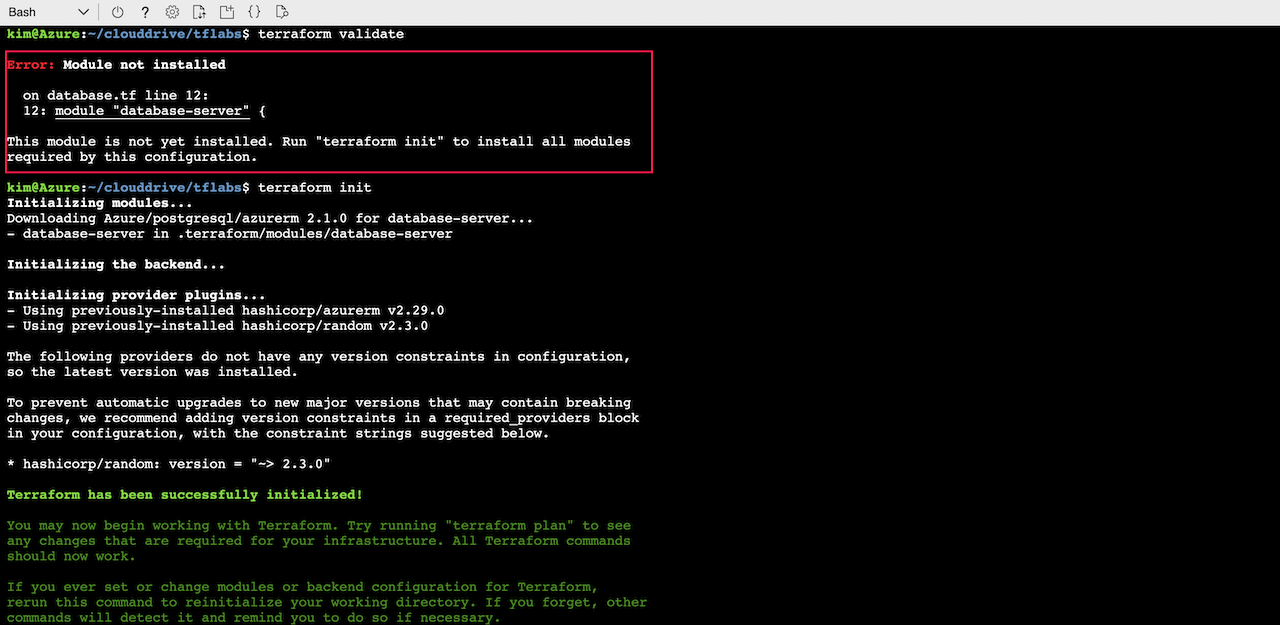 Bash
kim@Azure:~/clouddrive/tflabs$ terraform validate
Error: Module not installed
on database.tf line 12:
12: module "database-server" {
This module is not yet installed. Run "terraform init" to install all modules
required by this configuration.
kim@Azure:~/clouddrive/tflabs$ terraform init
Initializing modules...
Downloading Azure/postgresql/azurerm 2.1.0 for database-server...
- database-server in .terraform/modules/database-server
Initializing the backend...
Initializing provider plugins...
- Using previously-installed hashicorp/azurerm v2.29.0
- Using previously-installed hashicorp/random v2.3.0
The following providers do not have any version constraints in configuration,
so the latest version was installed.
To prevent automatic upgrades to new major versions that may contain breaking
changes, we recommend adding version constraints in a required_providers block
in your configuration, with the constraint strings suggested below.
* hashicorp/random: version = "~> 2.3.0"
Terraform has been successfully initialized!
You may now begin working with Terraform. Try running "terraform plan" to see
any changes that are required for your infrastructure. All Terraform commands
should now work.
If you ever set or change modules or backend configuration for Terraform,
rerun this command to reinitialize your working directory. If you forget, other
commands will detect it and remind you to do so if necessary.